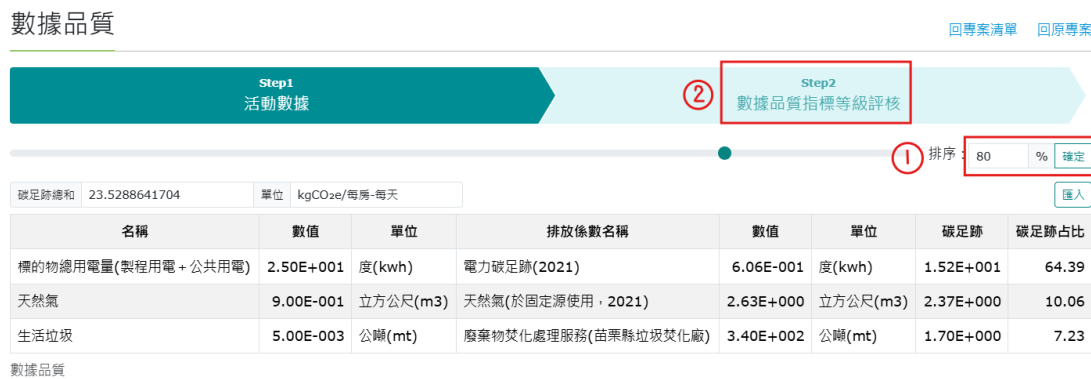 數據品質
回專案清單 回原專案
Step1
活動數據
② Step2
數據品質指標等級評核
① 排序: 80 % 確定
碳足跡總和 23.5288641704 單位 kgCO₂e/每房-每天 匯入
名稱 數值 單位 排放係數名稱 數值 單位 碳足跡 碳足跡占比
標的物總用電量(製程用電+公共用電) 2.50E+001 度(kwh) 電力碳足跡(2021) 6.06E-001 度(kwh) 1.52E+001 64.39
天然氣 9.00E-001 立方公尺(m3) 天然氣(於固定源使用,2021) 2.63E+000 立方公尺(m3) 2.37E+000 10.06
生活垃圾 5.00E-003 公噸(mt) 廢棄物焚化處理服務(苗栗縣垃圾焚化廠) 3.40E+002 公噸(mt) 1.70E+000 7.23
數據品質